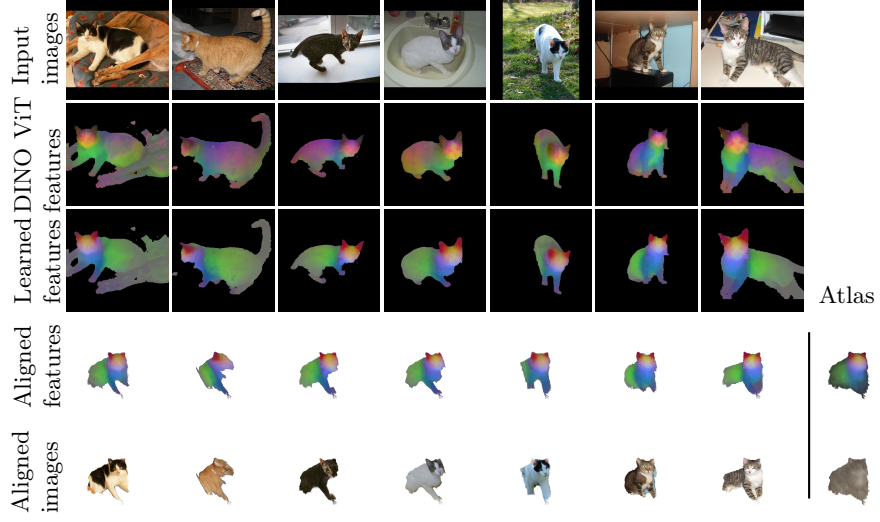 Input
images
DINO ViT
features
Learned
features
Atlas
Aligned
features
Aligned
images